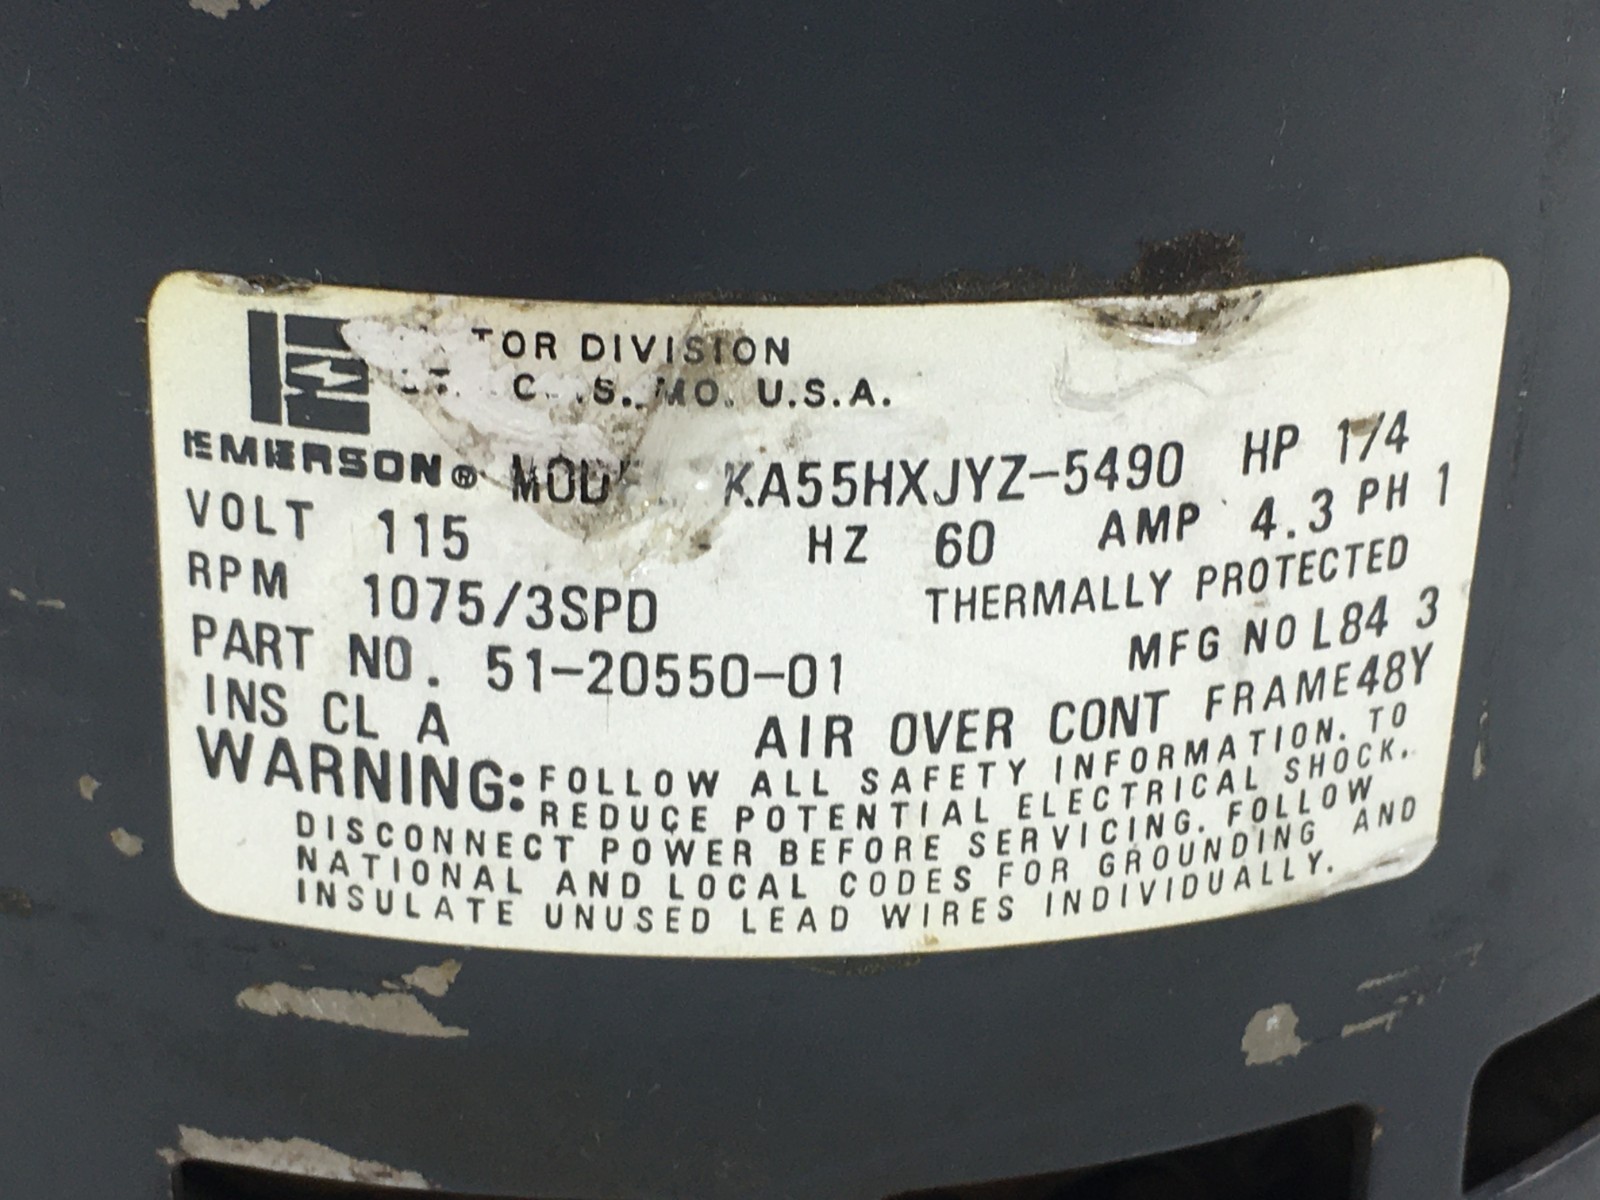 DIVISION
MO. U.S.A.
EMERSON® KA55HXJYZ-5490 HP 1/4
VOLT 115 HZ 60 AMP 4.3 PH 1
RPM 1075/3SPD THERMALLY PROTECTED
PART NO. 51-20550-01 MFG NO L84 3
INS CL A AIR OVER CONT FRAME48Y
WARNING: FOLLOW ALL SAFETY INFORMATION. TO
REDUCE POTENTIAL ELECTRICAL SHOCK.
DISCONNECT POWER BEFORE SERVICING. FOLLOW
NATIONAL AND LOCAL CODES FOR GROUNDING AND
INSULATE UNUSED LEAD WIRES INDIVIDUALLY.